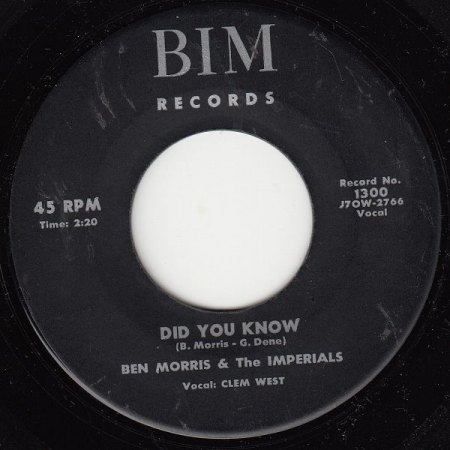 BIM
RECORDS
45 RPM
Time: 2:20
Record No.
1300
J7OW-2766
Vocal
DID YOU KNOW
(B. Morris - G. Dene)
BEN MORRIS & The IMPERIALS
Vocal: CLEM WEST